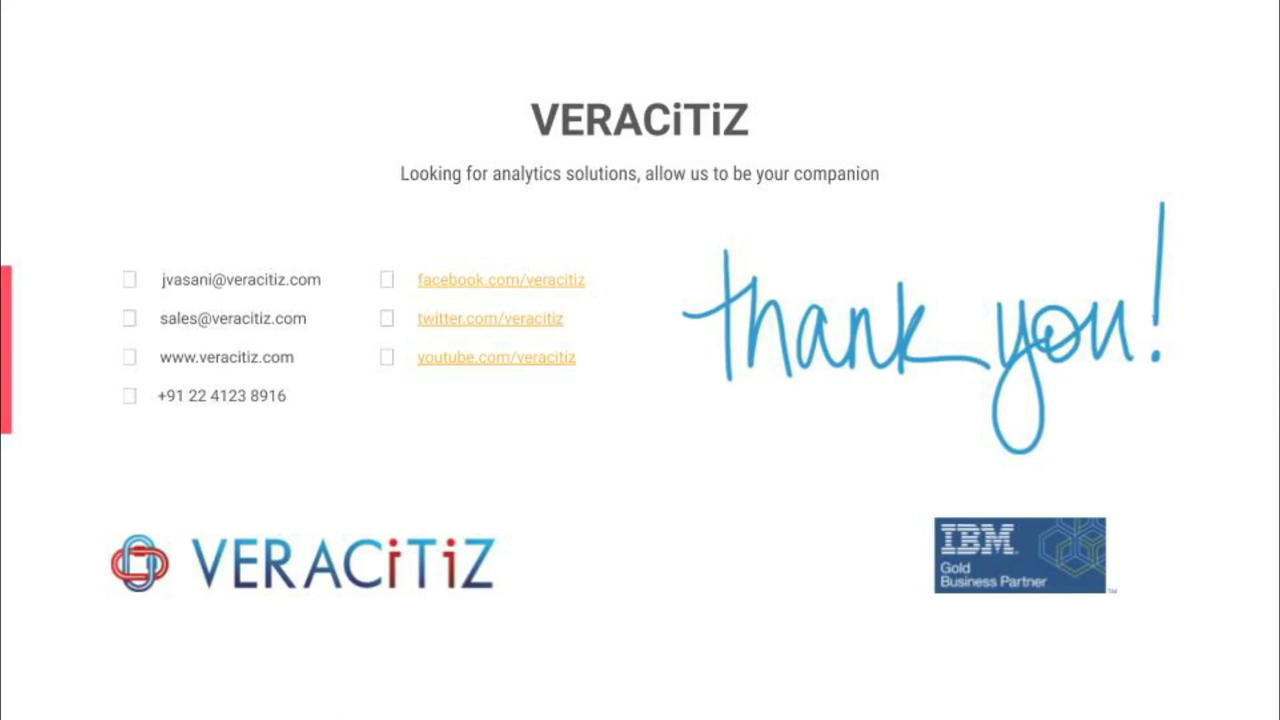 VERACiTiZ
Looking for analytics solutions, allow us to be your companion
jvasani@veracitiz.com
sales@veracitiz.com
www.veracitiz.com
+91 22 4123 8916
facebook.com/veracitiz
twitter.com/veracitiz
youtube.com/veracitiz
thank you!
VERACiTiZ
IBM
Gold
Business Partner
TM